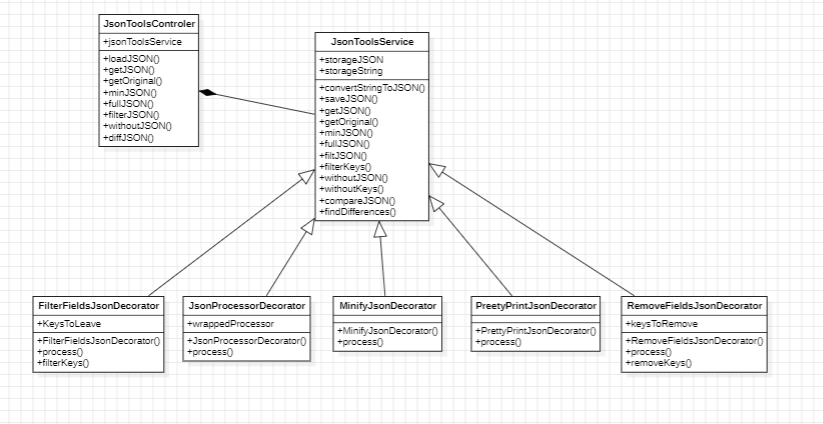 JsonToolsControler
+jsonToolsService
+loadJSON()
+getJSON()
+getOriginal()
+minJSON()
+fullJSON()
+filterJSON()
+withoutJSON()
+diffJSON()
JsonToolsService
+storageJSON
+storageString
+convertStringToJSON()
+saveJSON()
+getJSON()
+getOriginal()
+minJSON()
+fullJSON()
+filtJSON()
+filterKeys()
+withoutJSON()
+withoutKeys()
+compareJSON()
+findDifferences()
FilterFieldsJsonDecorator
+KeysToLeave
+FilterFieldsJsonDecorator()
+process()
+filterKeys()
JsonProcessorDecorator
+wrappedProcessor
+JsonProcessorDecorator()
+process()
MinifyJsonDecorator
+MinifyJsonDecorator()
+process()
PreetyPrintJsonDecorator
+PrettyPrintJsonDecorator()
+process()
RemoveFieldsJsonDecorator
+keysToRemove
+RemoveFieldsJsonDecorator()
+process()
+removeKeys()